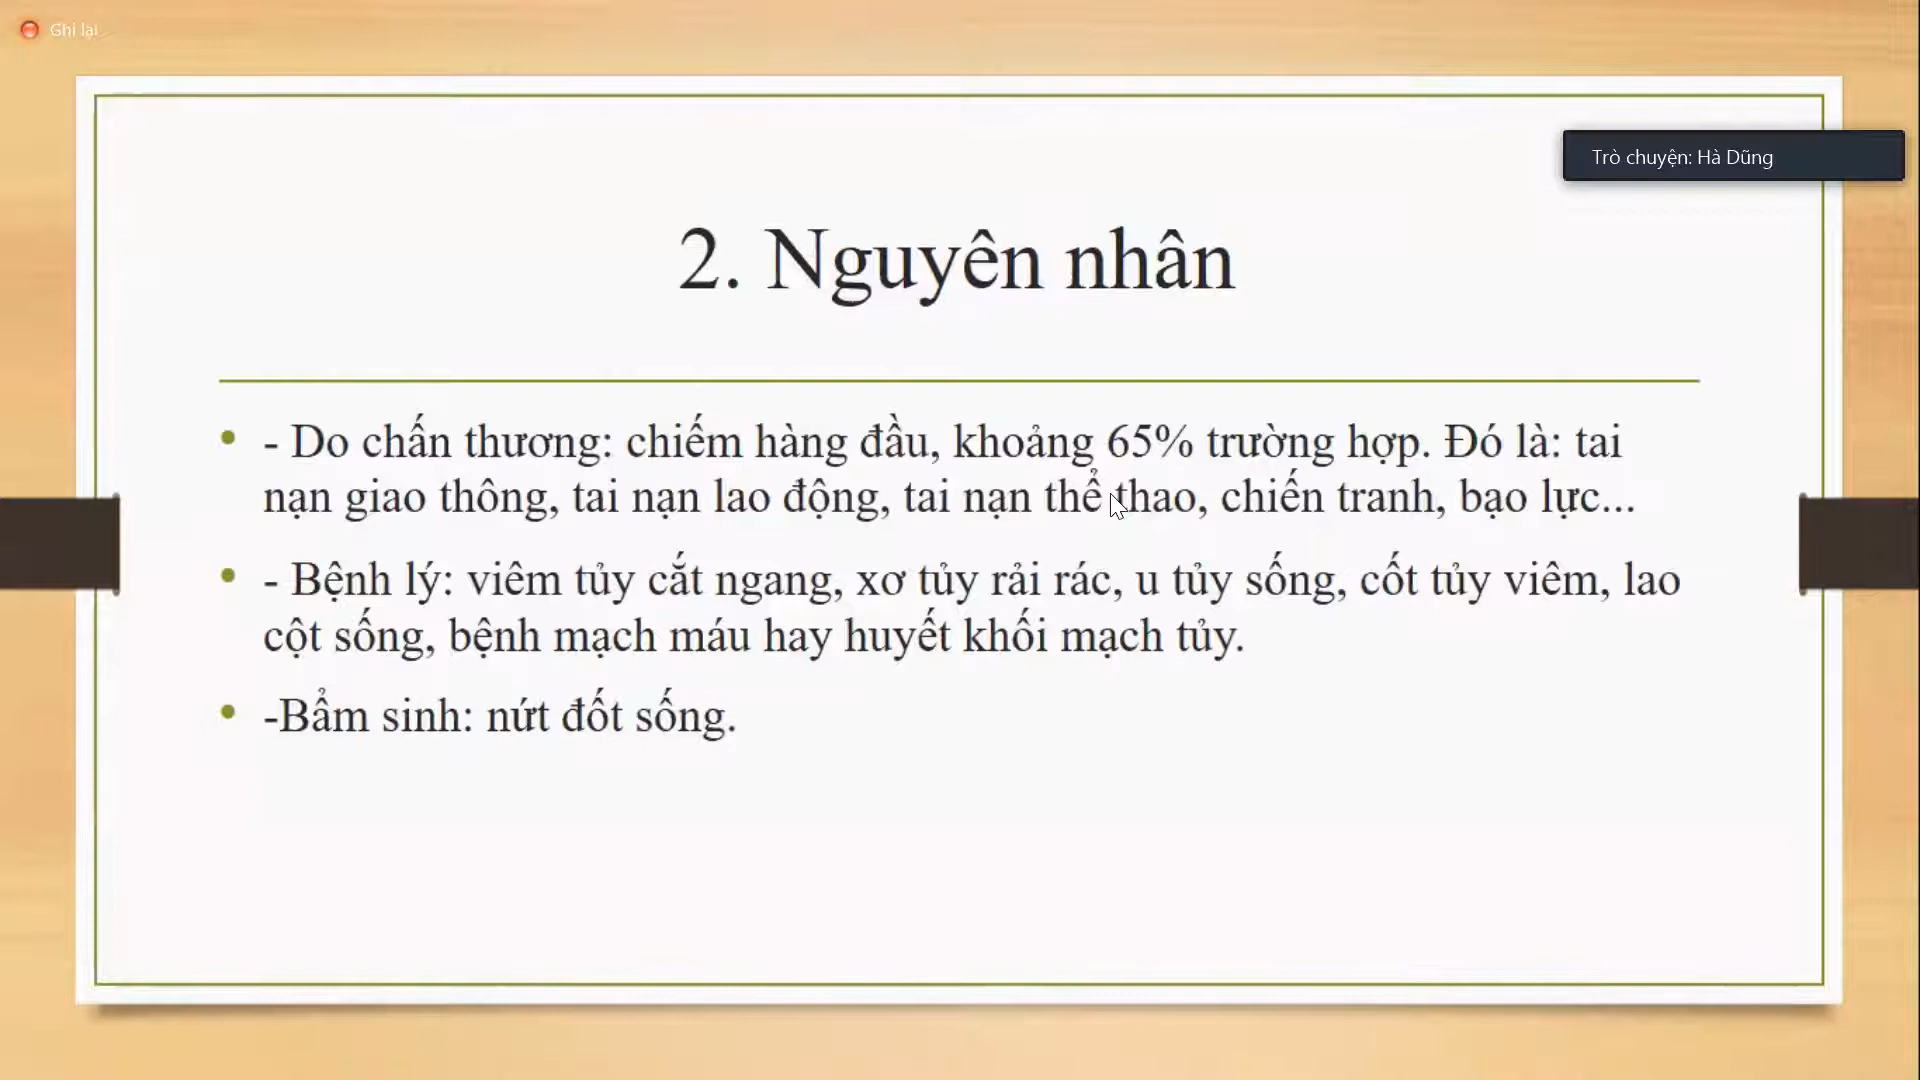 Ghi lại...
Trò chuyện: Hà Dũng
2. Nguyên nhân
• - Do chấn thương: chiếm hàng đầu, khoảng 65% trường hợp. Đó là: tai
nạn giao thông, tai nạn lao động, tai nạn thể thao, chiến tranh, bạo lực...
• - Bệnh lý: viêm tủy cắt ngang, xơ tủy rải rác, u tủy sống, cốt tủy viêm, lao
cột sống, bệnh mạch máu hay huyết khối mạch tủy.
• -Bẩm sinh: nứt đốt sống.